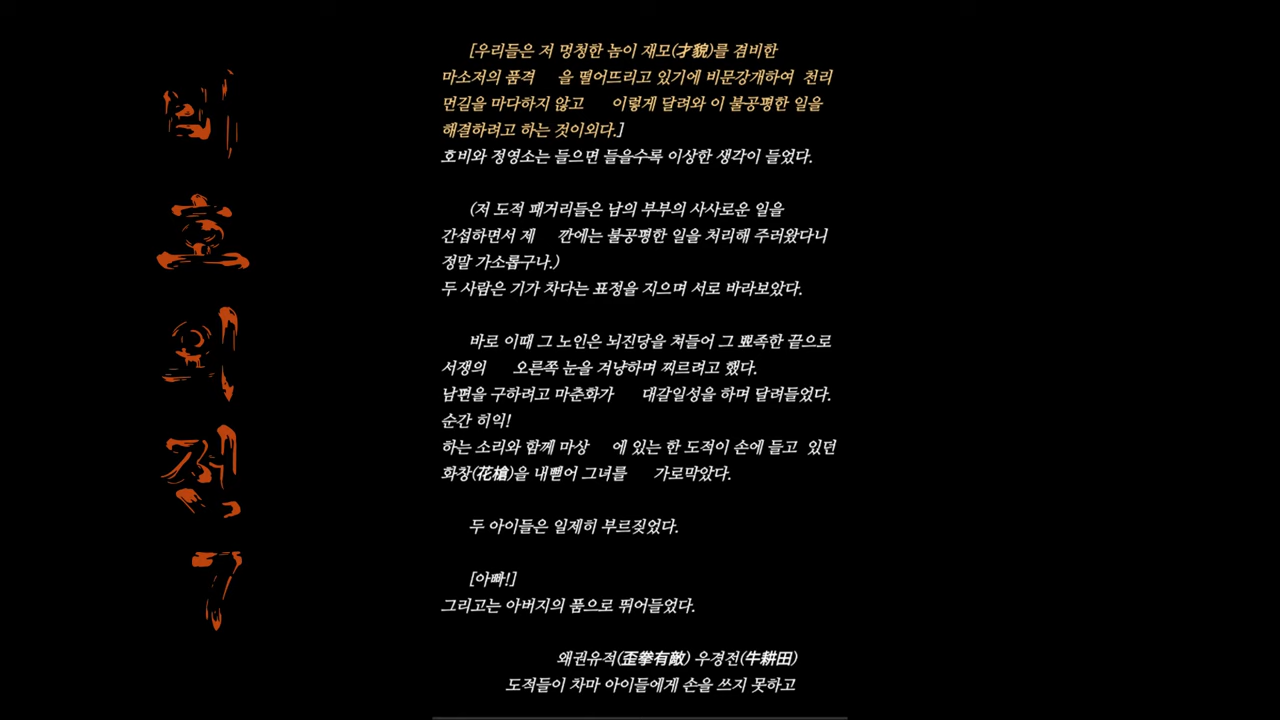 비
호
외
전
7
[우리들은 저 멍청한 놈이 재모(才貌)를 겸비한
마소저의 품격 을 떨어뜨리고 있기에 비문강개하여 천리
먼길을 마다하지 않고 이렇게 달려와 이 불공평한 일을
해결하려고 하는 것이외다.]
호비와 정영소는 들으면 들을수록 이상한 생각이 들었다.
(저 도적 패거리들은 남의 부부의 사사로운 일을
간섭하면서 제 깐에는 불공평한 일을 처리해 주러왔다니
정말 가소롭구나.)
두 사람은 기가 차다는 표정을 지으며 서로 바라보았다.
바로 이때 그 노인은 뇌진당을 쳐들어 그 뾰족한 끝으로
서쟁의 오른쪽 눈을 겨냥하며 찌르려고 했다.
남편을 구하려고 마춘화가 대갈일성을 하며 달려들었다.
순간 히익!
하는 소리와 함께 마상 에 있는 한 도적이 손에 들고 있던
화창(花槍)을 내뻗어 그녀를 가로막았다.
두 아이들은 일제히 부르짖었다.
[아빠!]
그리고는 아버지의 품으로 뛰어들었다.
왜권유적(歪拳有敵) 우경전(牛耕田)
도적들이 차마 아이들에게 손을 쓰지 못하고